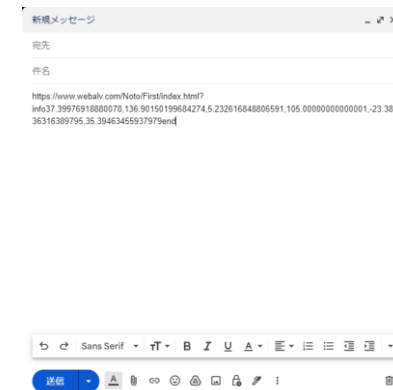 新規メッセージ
宛先
件名
https://www.webalv.com/Noto/First/index.html?
info37.39976918880078,136.90150199684274,5.232616848806591,105.00000000000001,-23.38
36316389795,35.39463455937979end
Sans Serif
B I U A
送信
A